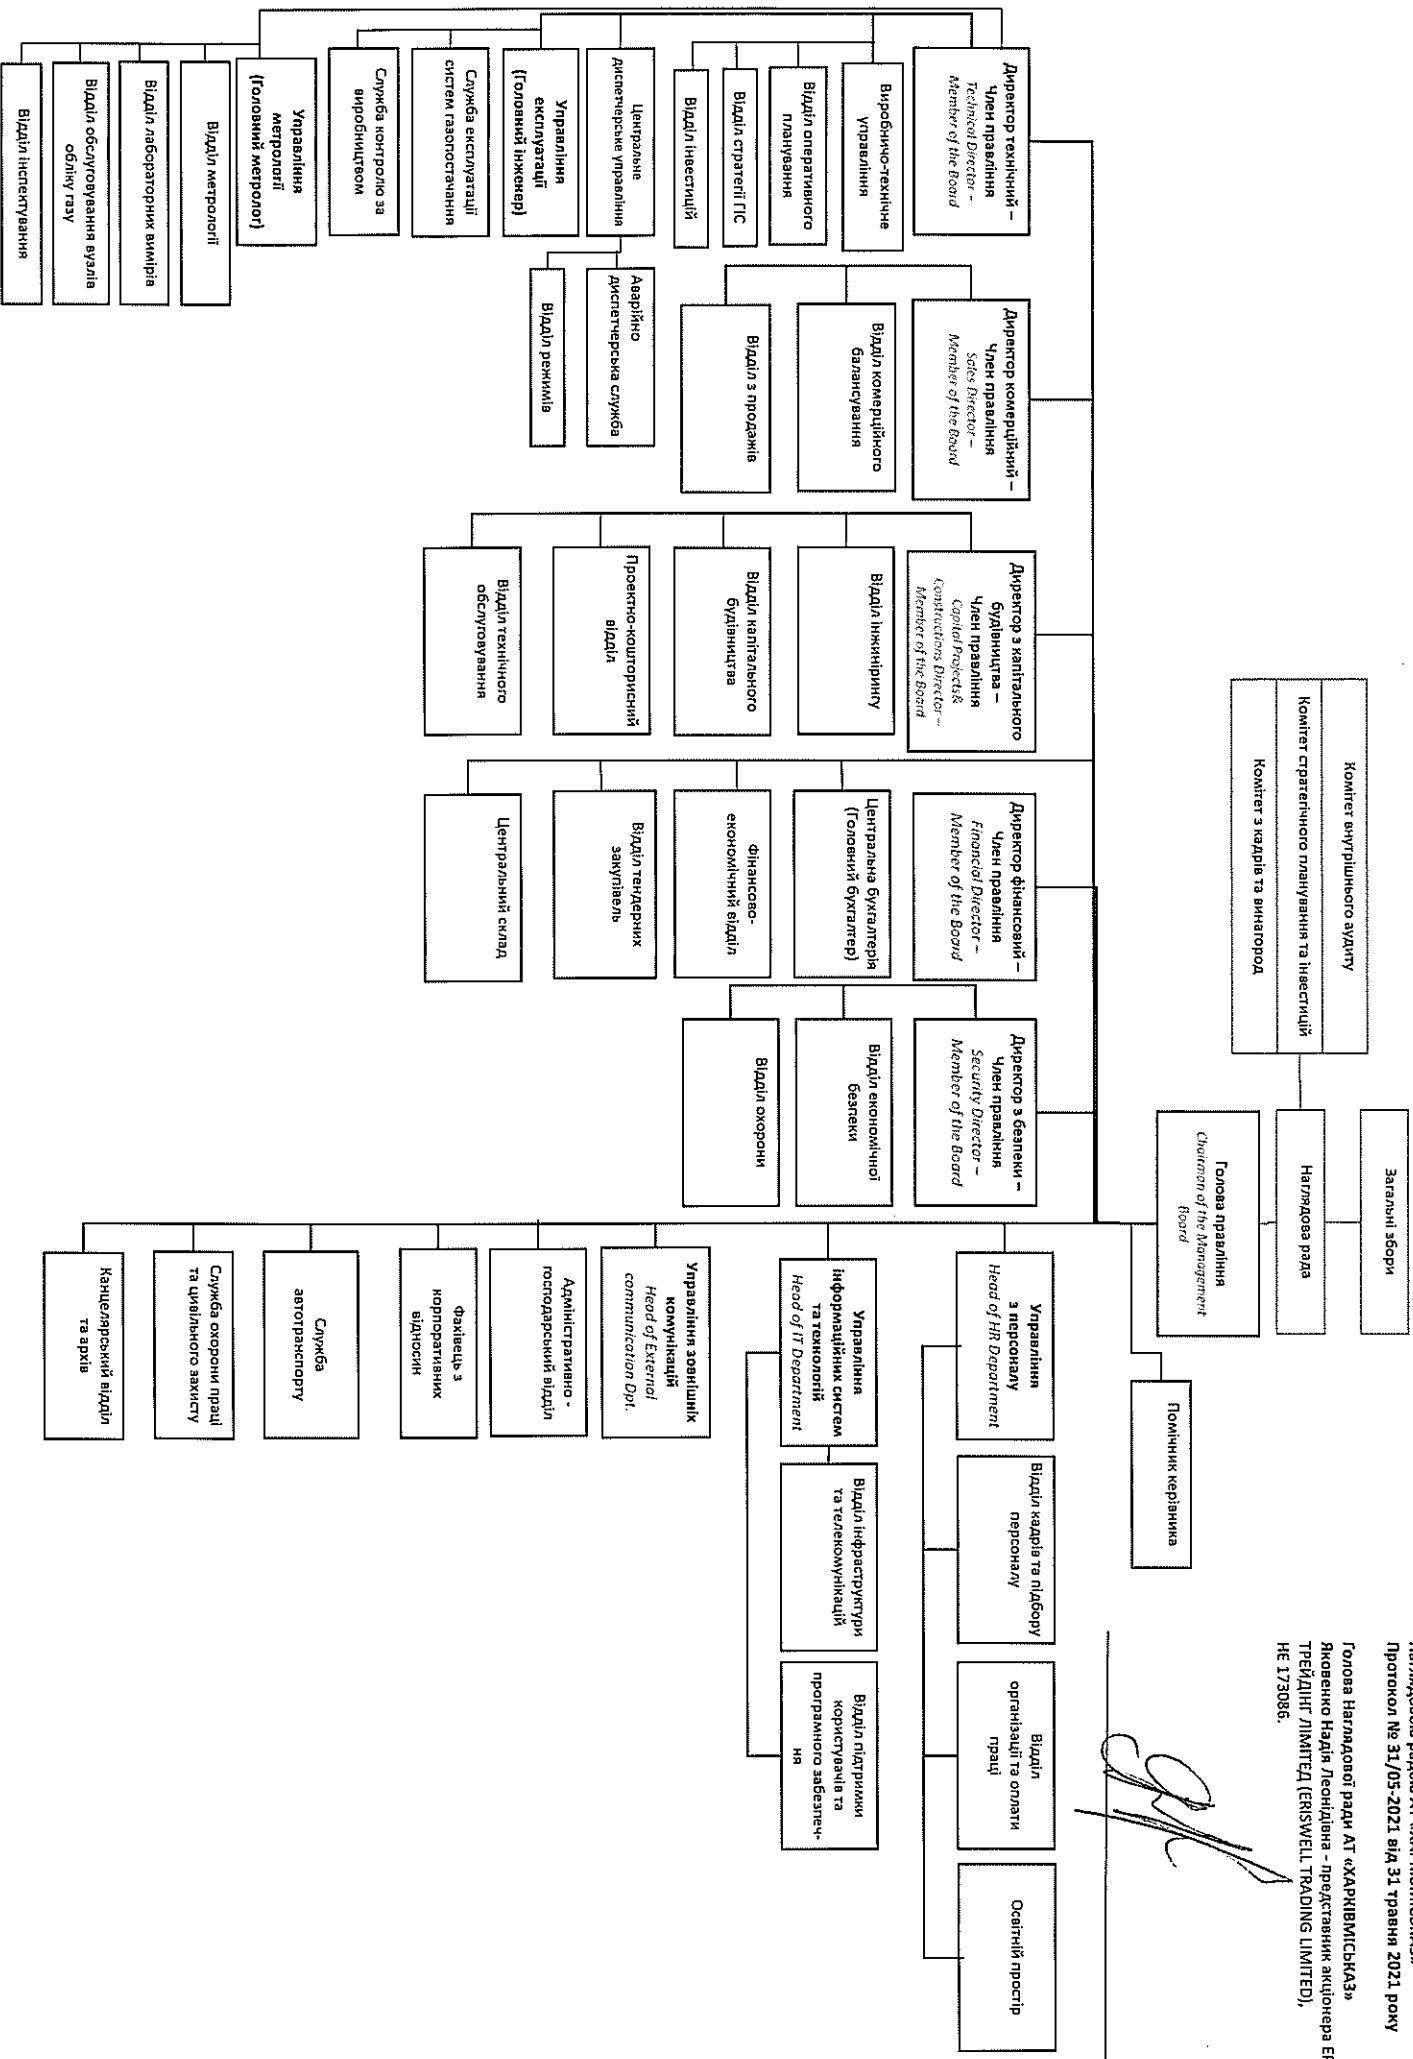 Протокол № 31/05-2021 від 31 травня 2021 року
Голова Наглядової ради АТ «ХАРКІВМІСЬКГАЗ»
Яковенко Надія Леонідівна – представник акціонера
ТРЕЙДІНГ ЛІМІТЕД (ERISWELL TRADING LIMITED),
HE 173086.
Загальні збори
Наглядова рада
Комітет внутрішнього аудиту
Комітет стратегічного планування та інвестицій
Комітет з кадрів та винагород
Голова правління
Chairman of the Management
Board
Помічник керівника
Директор технічний –
Член правління
Technical Director –
Member of the Board
Виробничо-технічне
управління
Відділ оперативного
планування
Відділ стратегії ГІС
Відділ інвестицій
Центральне
диспетчерське управління
Аварійно
диспетчерська служба
Відділ режимів
Управління
експлуатації
(Головний інженер)
Служба експлуатації
систем газопостачання
Служба контролю за
виробництвом
Управління
метрології
(Головний метролог)
Відділ метрології
Відділ лабораторних вимірів
Відділ обслуговування вузлів
обліку газу
Відділ інспектування
Директор комерційний –
Член правління
Sales Director –
Member of the Board
Відділ комерційного
балансування
Відділ з продажів
Директор з капітального
будівництва –
Член правління
Capital Projects&
Constructions Director –
Member of the Board
Відділ інжинірингу
Відділ капітального
будівництва
Проектно-кошторисний
відділ
Відділ технічного
обслуговування
Директор фінансовий –
Член правління
Financial Director –
Member of the Board
Центральна бухгалтерія
(Головний бухгалтер)
Фінансово-
економічний відділ
Відділ тендерних
закупівель
Центральний склад
Директор з безпеки –
Член правління
Security Director –
Member of the Board
Відділ економічної
безпеки
Відділ охорони
Управління
з персоналу
Head of HR Department
Відділ кадрів та підбору
персоналу
Відділ
організації та оплати
праці
Освітній простір
Управління
інформаційних систем
та технологій
Head of IT Department
Відділ інфраструктури
та телекомунікацій
Відділ підтримки
користувачів та
програмного забезпечен-
ня
Управління зовнішніх
комунікацій
Head of External
communication Dpt.
Адміністративно -
господарський відділ
Фахівець з
корпоративних
відносин
Служба
автотранспорту
Служба охорони праці
та цивільного захисту
Канцелярський відділ
та архів